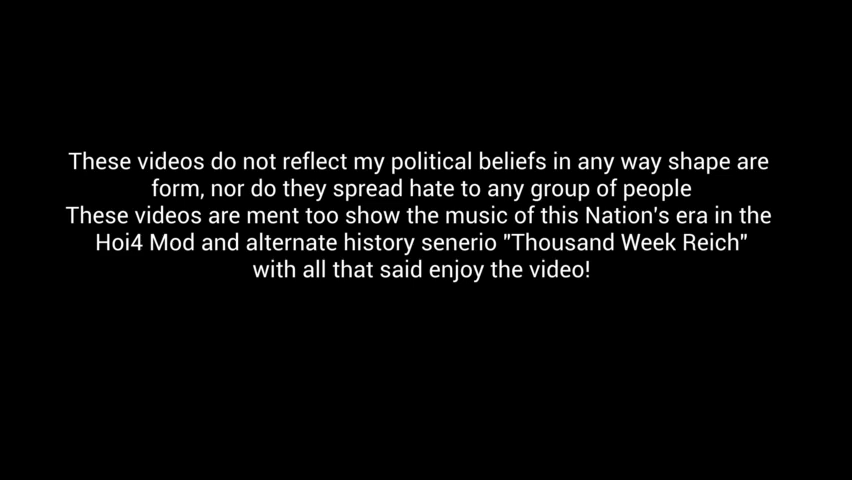 These videos do not reflect my political beliefs in any way shape are
form, nor do they spread hate to any group of people
These videos are ment too show the music of this Nation's era in the
Hoi4 Mod and alternate history senerio "Thousand Week Reich"
with all that said enjoy the video!